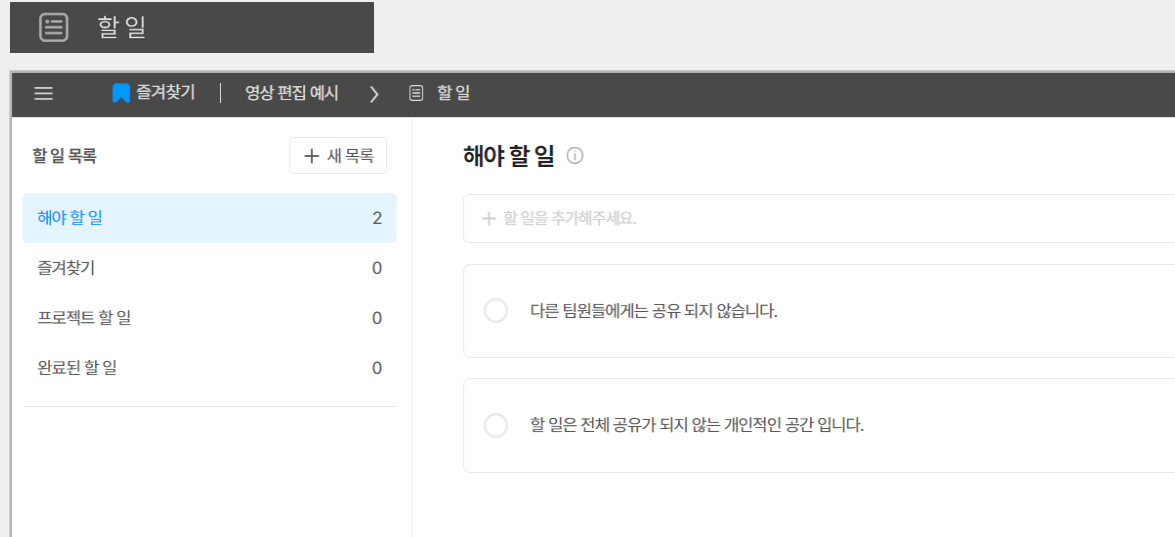 할 일
즐겨찾기 영상 편집 예시 할 일
할 일 목록 + 새 목록
해야 할 일 2
즐겨찾기 0
프로젝트 할 일 0
완료된 할 일 0
해야 할 일
+ 할 일을 추가해주세요.
다른 팀원들에게는 공유 되지 않습니다.
할 일은 전체 공유가 되지 않는 개인적인 공간 입니다.